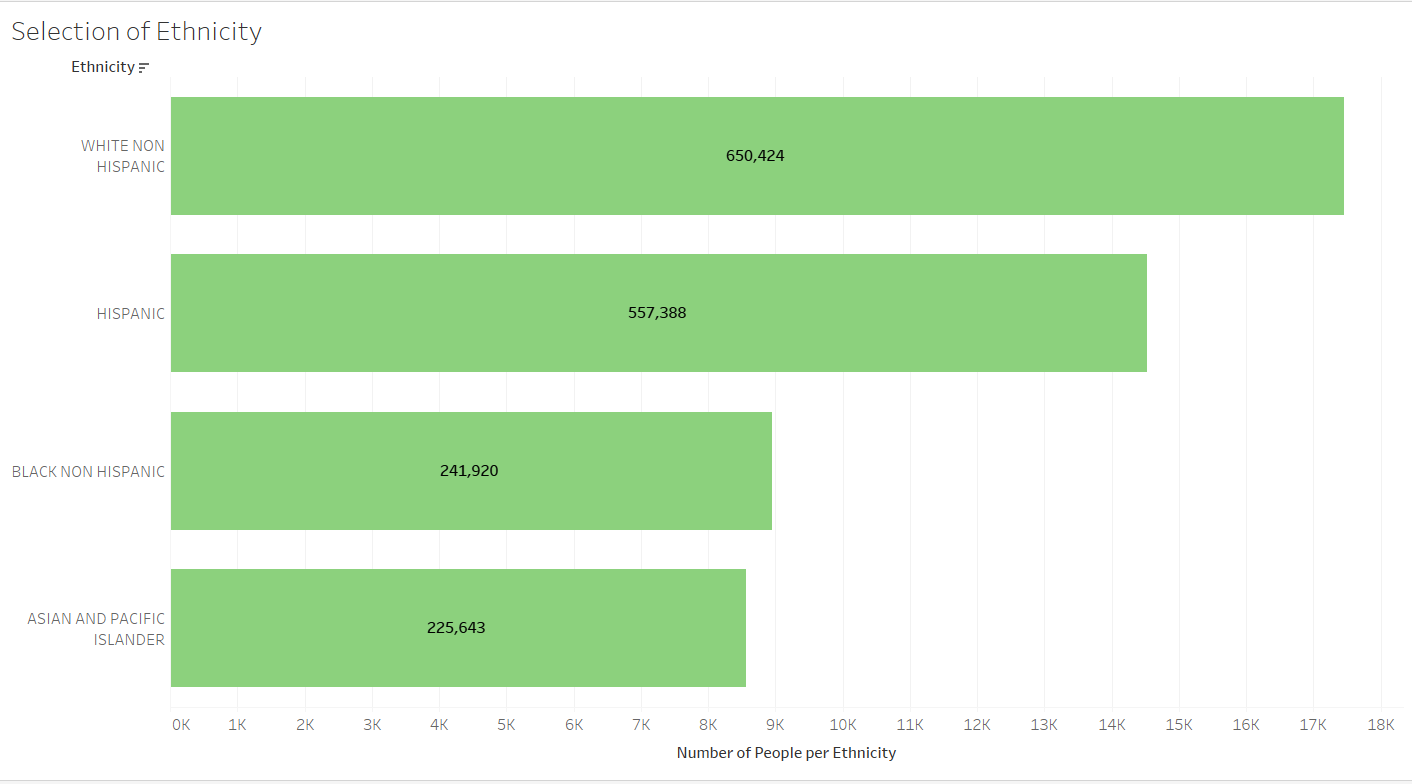 Selection of Ethnicity
Ethnicity
WHITE NON
HISPANIC
650,424
HISPANIC
557,388
BLACK NON HISPANIC
241,920
ASIAN AND PACIFIC
ISLANDER
225,643
0K 1K 2K 3K 4K 5K 6K 7K 8K 9K 10K 11K 12K 13K 14K 15K 16K 17K 18K
Number of People per Ethnicity